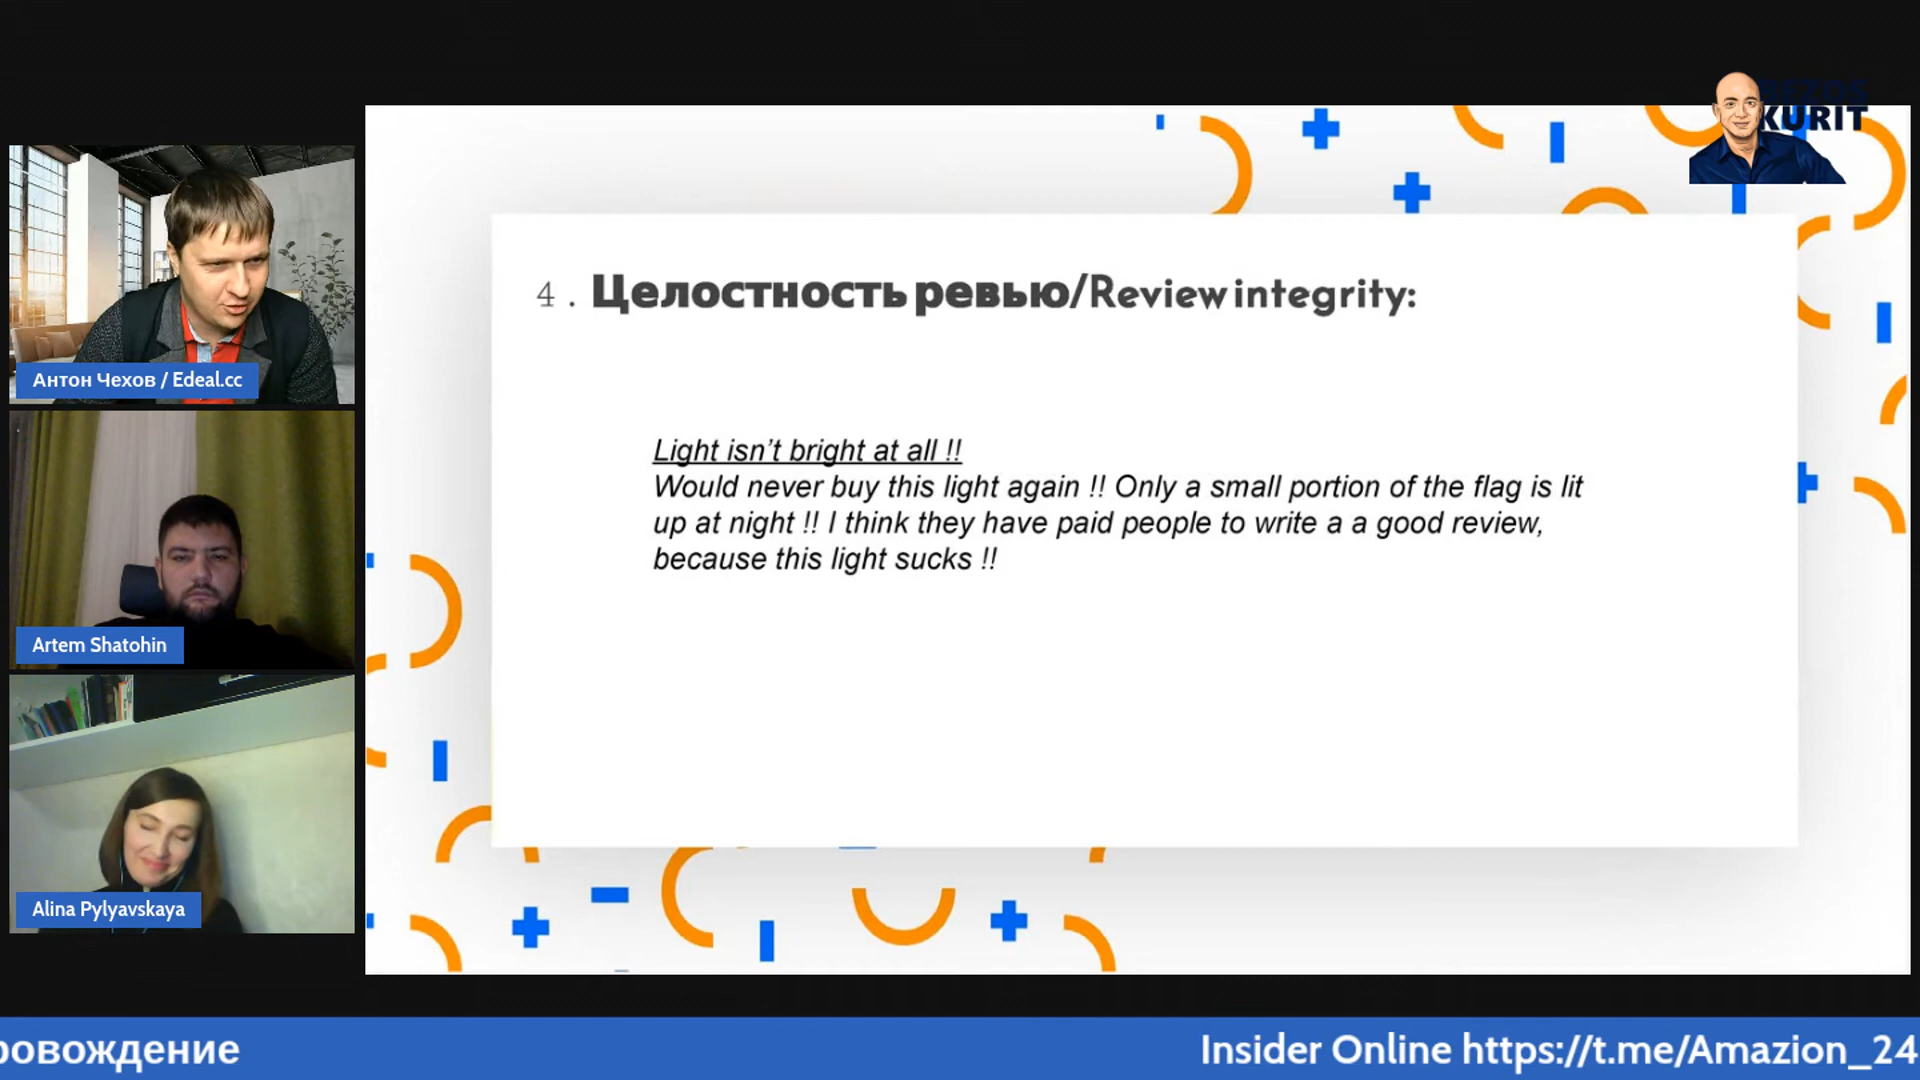 BEZOS
KURIT
4 . Целостность ревью/Review integrity:
Light isn't bright at all !!
Would never buy this light again !! Only a small portion of the flag is lit
up at night !! I think they have paid people to write a a good review,
because this light sucks !!
Антон Чехов / Edeal.cc
Artem Shatohin
Alina Pylyavskaya
ровождение
Insider Online https://t.me/Amazion_24